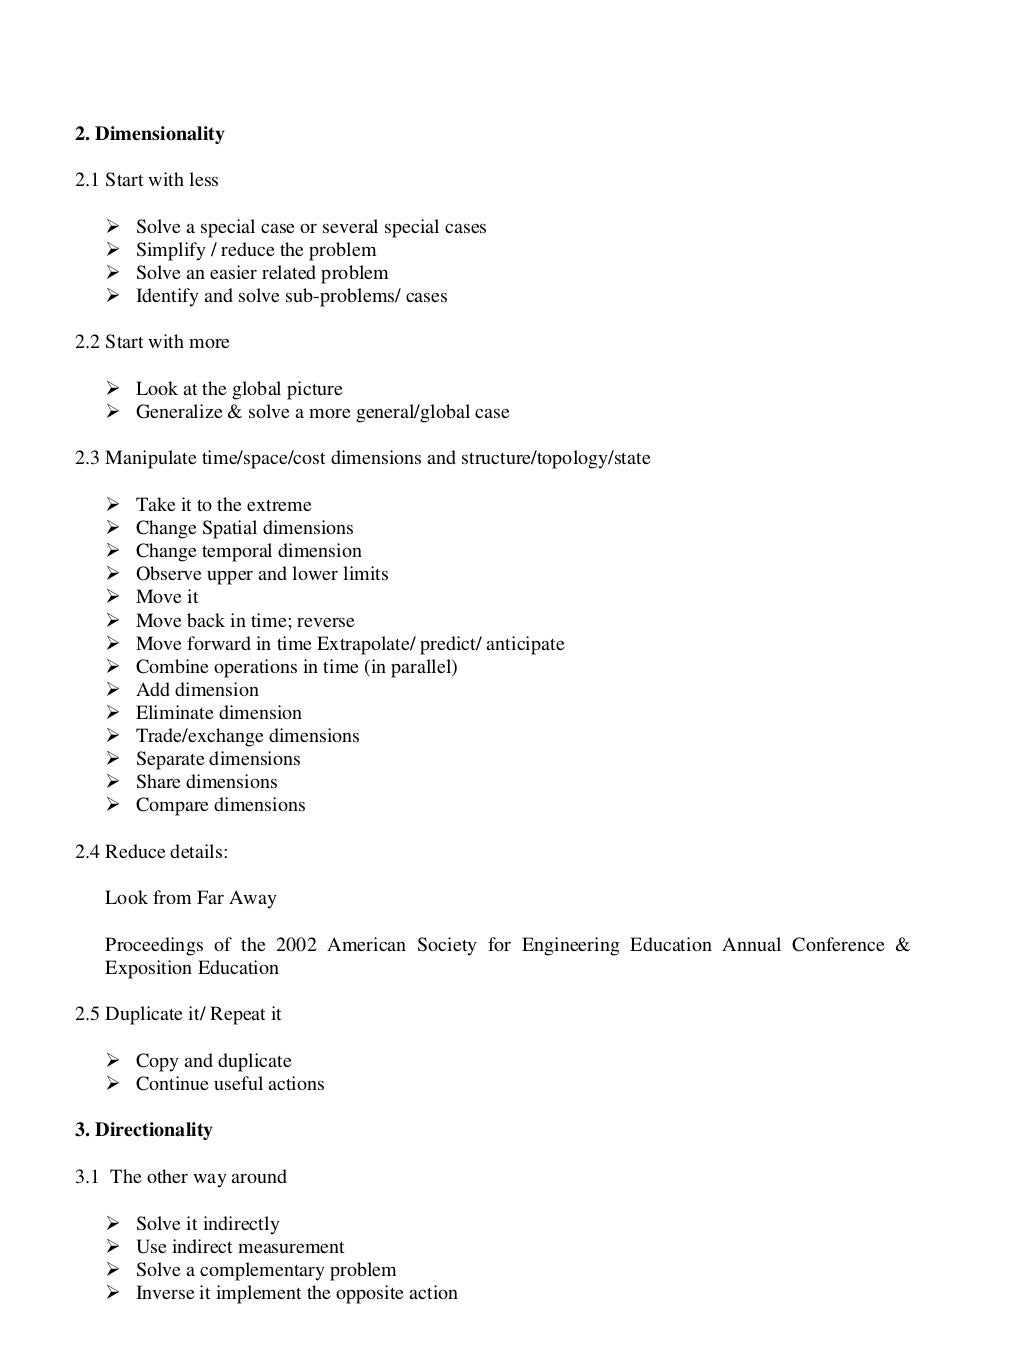 2. Dimensionality
2.1 Start with less
➢ Solve a special case or several special cases
➢ Simplify / reduce the problem
➢ Solve an easier related problem
➢ Identify and solve sub-problems/ cases
2.2 Start with more
➢ Look at the global picture
➢ Generalize & solve a more general/global case
2.3 Manipulate time/space/cost dimensions and structure/topology/state
➢ Take it to the extreme
➢ Change Spatial dimensions
➢ Change temporal dimension
➢ Observe upper and lower limits
➢ Move it
➢ Move back in time; reverse
➢ Move forward in time Extrapolate/ predict/ anticipate
➢ Combine operations in time (in parallel)
➢ Add dimension
➢ Eliminate dimension
➢ Trade/exchange dimensions
➢ Separate dimensions
➢ Share dimensions
➢ Compare dimensions
2.4 Reduce details:
Look from Far Away
Proceedings of the 2002 American Society for Engineering Education Annual Conference &
Exposition Education
2.5 Duplicate it/ Repeat it
➢ Copy and duplicate
➢ Continue useful actions
3. Directionality
3.1 The other way around
➢ Solve it indirectly
➢ Use indirect measurement
➢ Solve a complementary problem
➢ Inverse it implement the opposite action